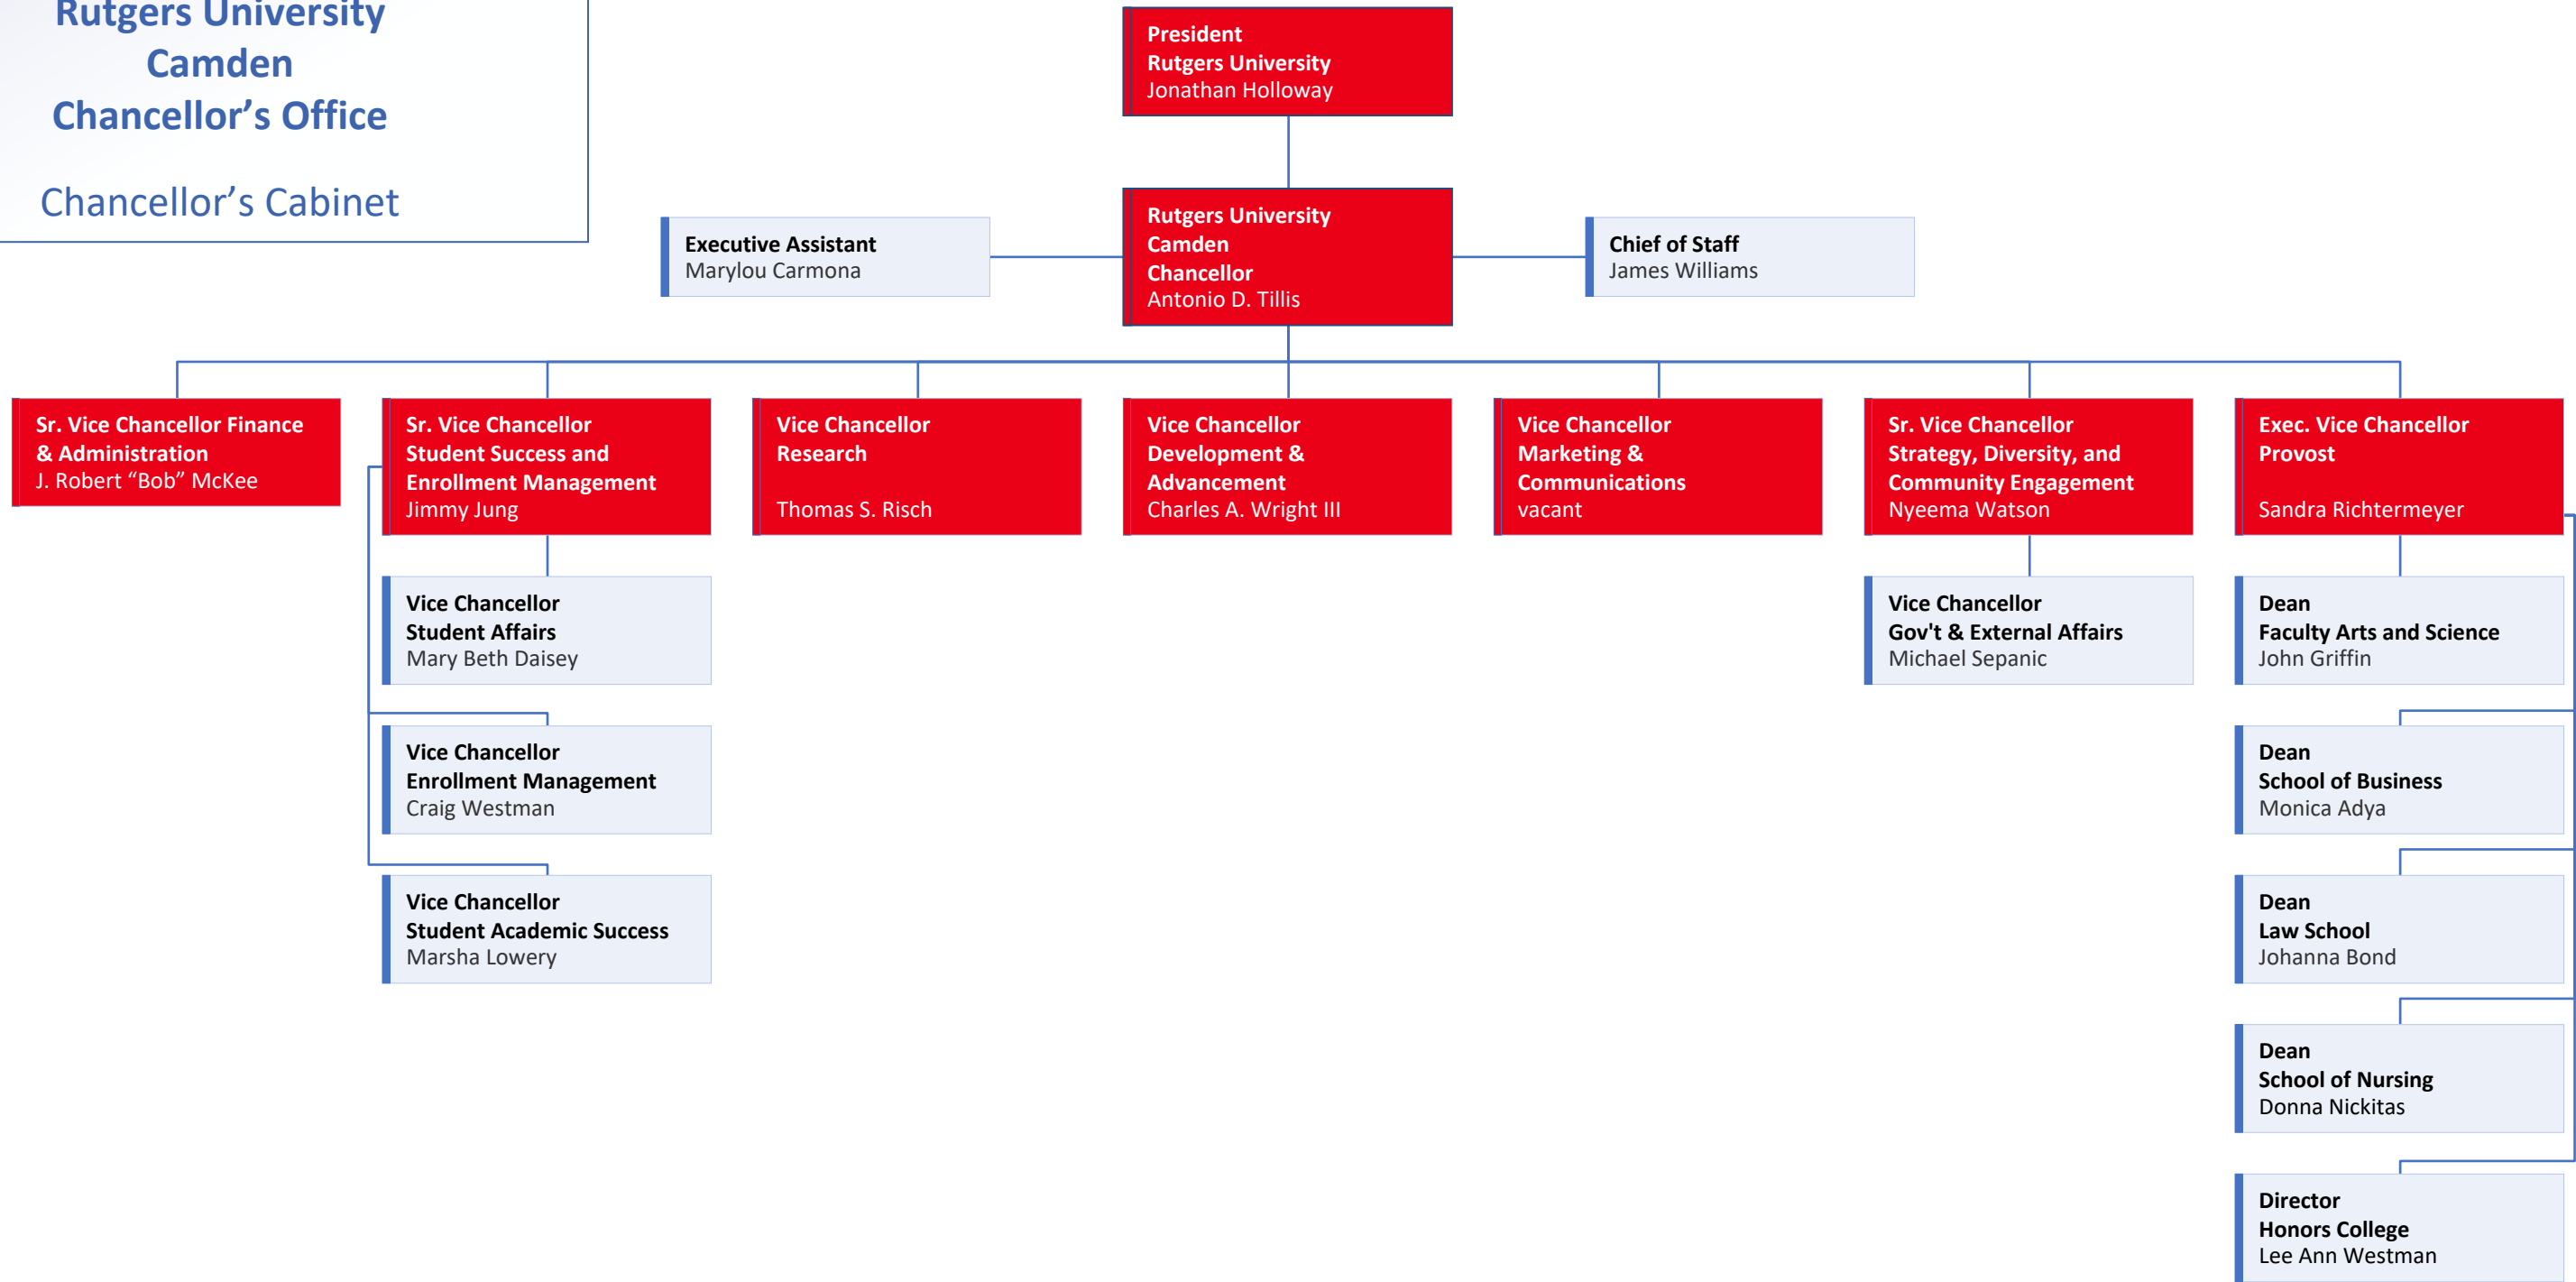 Rutgers University
Camden
Chancellor’s Office
Chancellor’s Cabinet
President
Rutgers University
Jonathan Holloway
Executive Assistant
Marylou Carmona
Rutgers University
Camden
Chancellor
Antonio D. Tillis
Chief of Staff
James Williams
Sr. Vice Chancellor Finance
& Administration
J. Robert “Bob” McKee
Sr. Vice Chancellor
Student Success and
Enrollment Management
Jimmy Jung
Vice Chancellor
Research
Thomas S. Risch
Vice Chancellor
Development &
Advancement
Charles A. Wright III
Vice Chancellor
Marketing &
Communications
vacant
Sr. Vice Chancellor
Strategy, Diversity, and
Community Engagement
Nyeema Watson
Exec. Vice Chancellor
Provost
Sandra Richtermeyer
Vice Chancellor
Student Affairs
Mary Beth Daisey
Vice Chancellor
Gov't & External Affairs
Michael Sepanic
Dean
Faculty Arts and Science
John Griffin
Vice Chancellor
Enrollment Management
Craig Westman
Dean
School of Business
Monica Adya
Vice Chancellor
Student Academic Success
Marsha Lowery
Dean
Law School
Johanna Bond
Dean
School of Nursing
Donna Nickitas
Director
Honors College
Lee Ann Westman